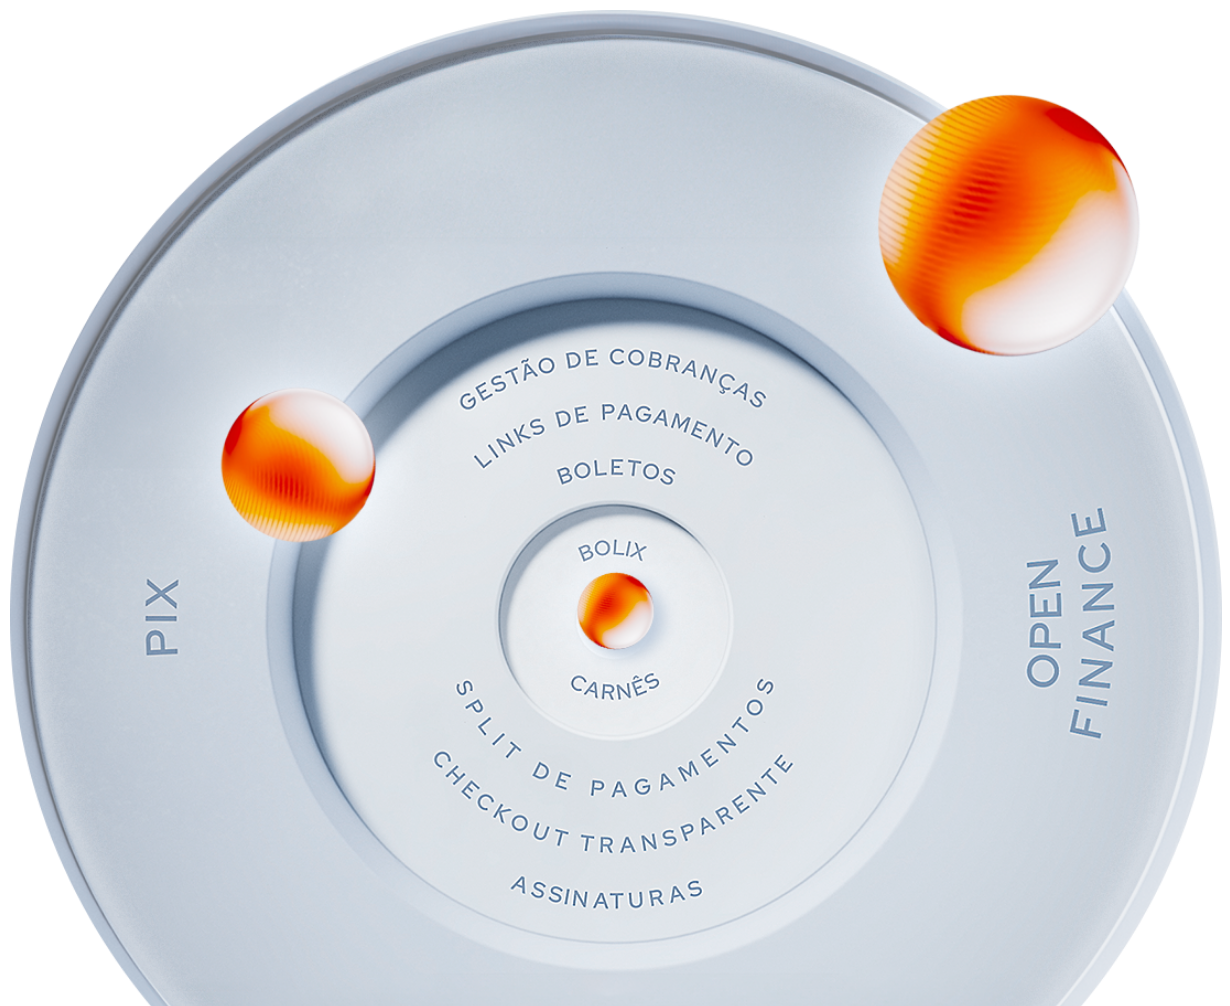 GESTÃO DE COBRANÇAS
LINKS DE PAGAMENTO
BOLETOS
BOLIX
PIX
OPEN
FINANCE
CARNÊS
SPLIT DE PAGAMENTOS
CHECKOUT TRANSPARENTE
ASSINATURAS